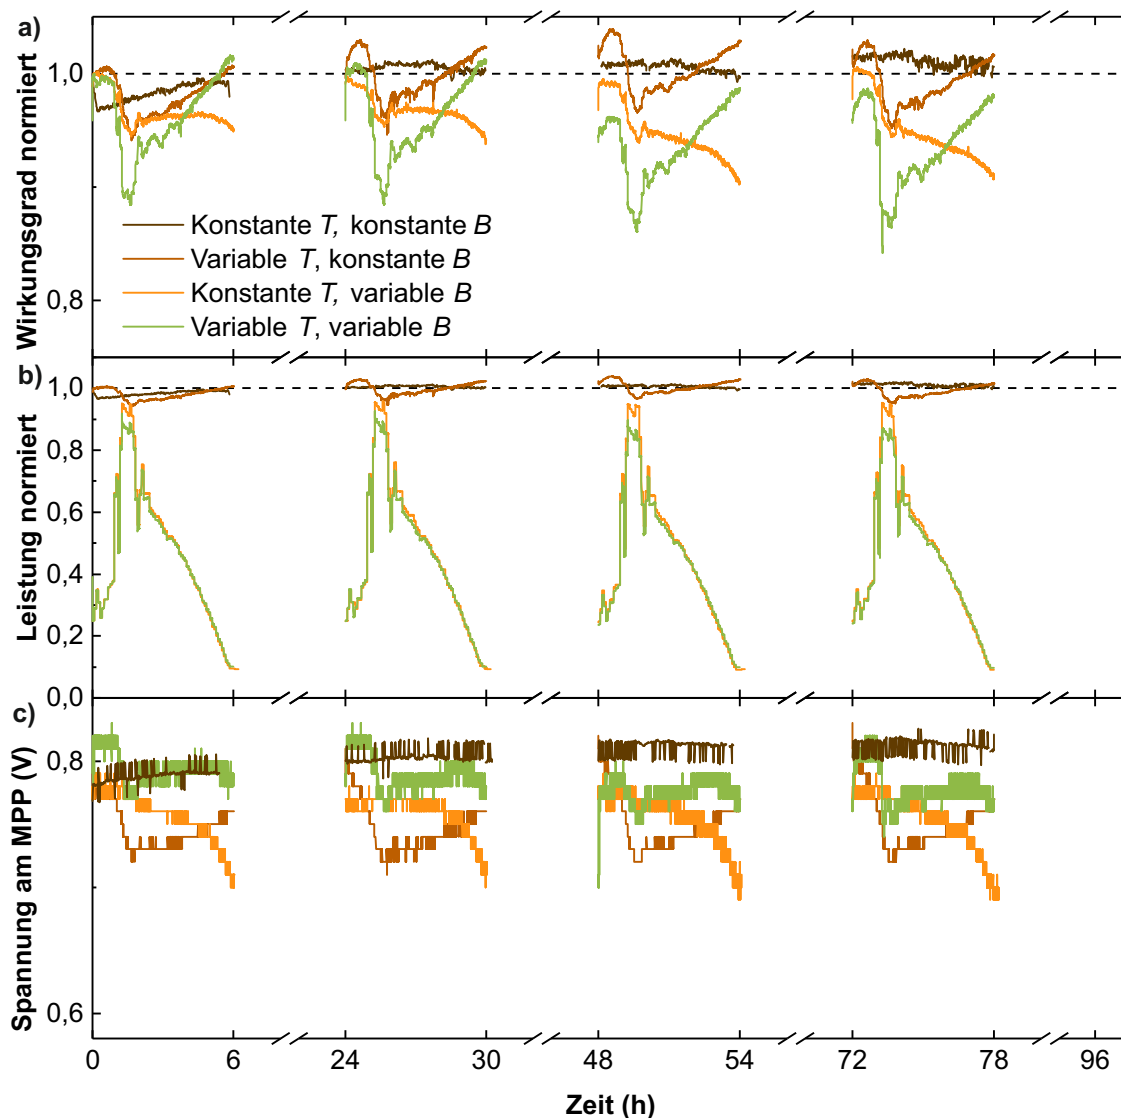 a)
Wirkungsgrad normiert
1,0
0,8
Konstante T, konstante B
Variable T, konstante B
Konstante T, variable B
Variable T, variable B
b)
Leistung normiert
1,0
0,8
0,6
0,4
0,2
0,0
c)
Spannung am MPP (V)
0,8
0,6
0
6
24
30
48
54
72
78
96
Zeit (h)